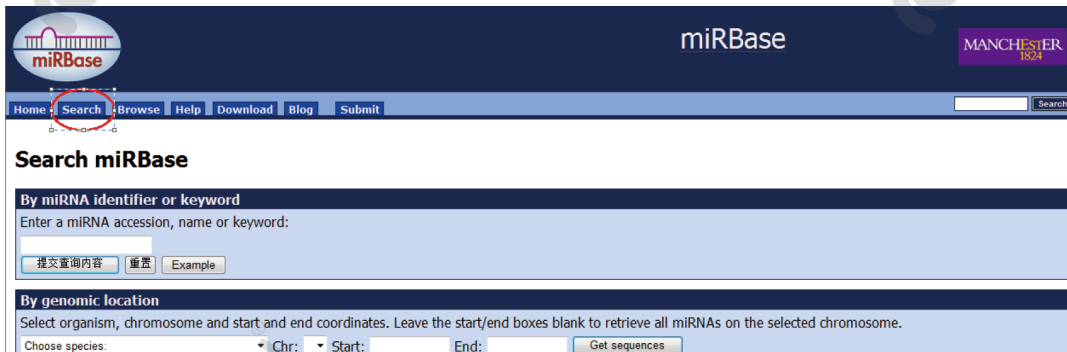 miRBase
miRBase
MANCHESTER
1824
Home Search Browse Help Download Blog Submit
Search
Search miRBase
By miRNA identifier or keyword
Enter a miRNA accession, name or keyword:
提交查询内容 重置 Example
By genomic location
Select organism, chromosome and start and end coordinates. Leave the start/end boxes blank to retrieve all miRNAs on the selected chromosome.
Choose species: Chr: Start: End: Get sequences